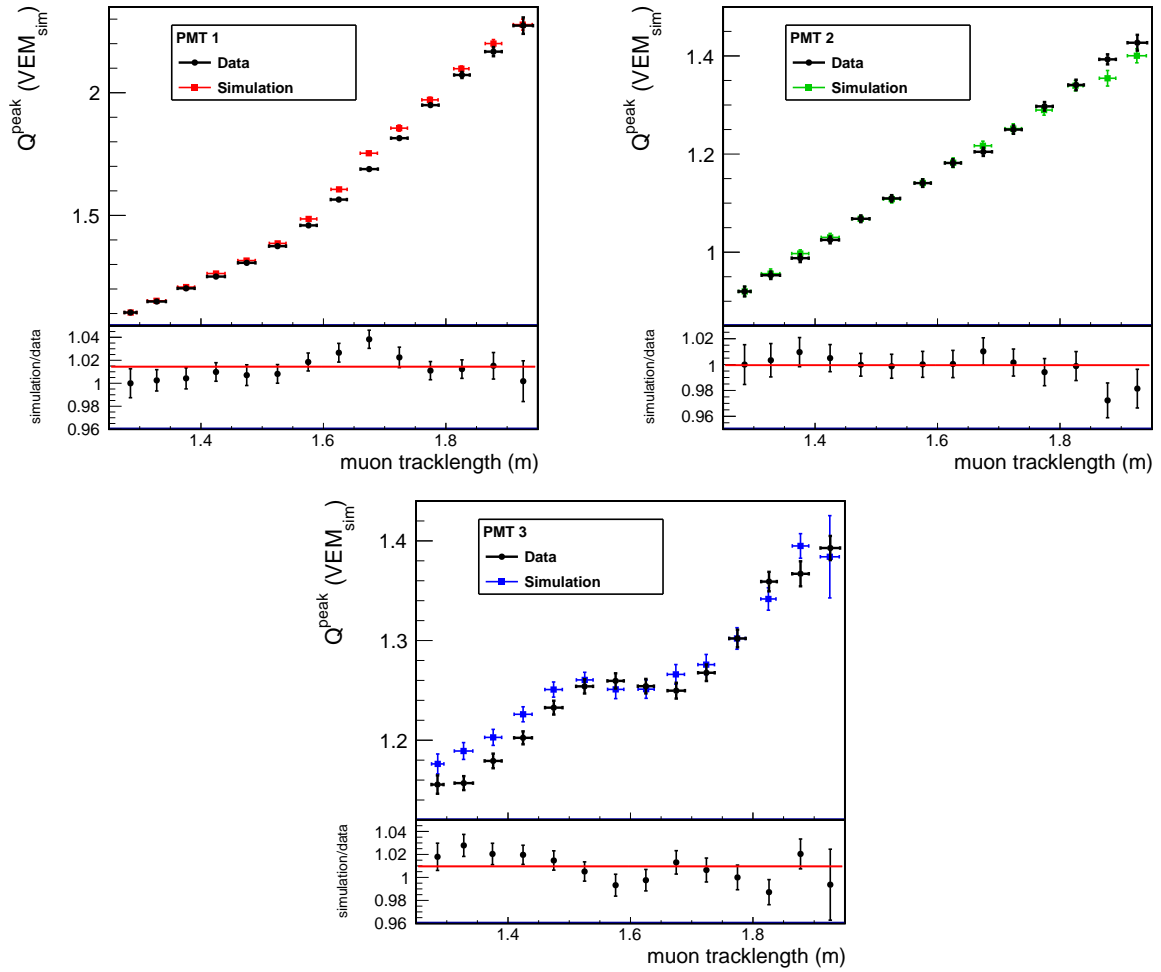 PMT 1
Data
Simulation
Q^peak (VEM_sim)
2
1.5
simulation/data
1.04
1.02
1
0.98
0.96
1.4
1.6
1.8
muon tracklength (m)
PMT 2
Data
Simulation
Q^peak (VEM_sim)
1.4
1.2
1
simulation/data
1.02
1
0.98
0.96
1.4
1.6
1.8
muon tracklength (m)
PMT 3
Data
Simulation
Q^peak (VEM_sim)
1.4
1.3
1.2
simulation/data
1.04
1.02
1
0.98
0.96
1.4
1.6
1.8
muon tracklength (m)